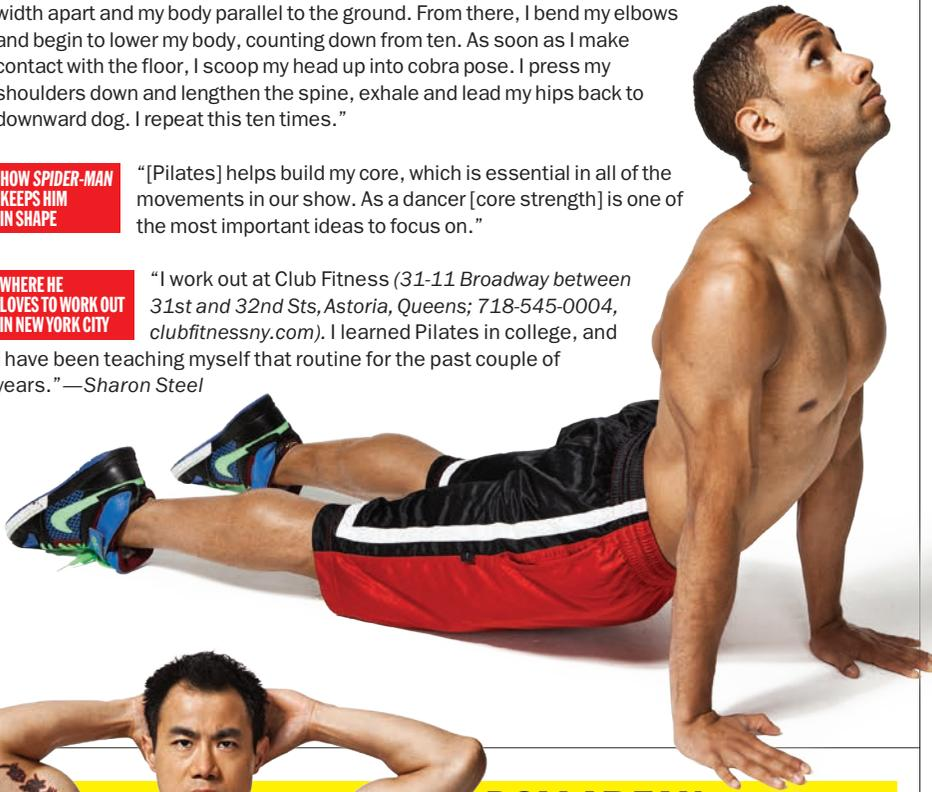 width apart and my body parallel to the ground. From there, I bend my elbows
and begin to lower my body, counting down from ten. As soon as I make
contact with the floor, I scoop my head up into cobra pose. I press my
shoulders down and lengthen the spine, exhale and lead my hips back to
downward dog. I repeat this ten times.”
HOW SPIDER-MAN
KEEPS HIM
IN SHAPE
“[Pilates] helps build my core, which is essential in all of the
movements in our show. As a dancer [core strength] is one of
the most important ideas to focus on.”
WHERE HE
LOVES TO WORK OUT
IN NEW YORK CITY
“I work out at Club Fitness (31-11 Broadway between
31st and 32nd Sts, Astoria, Queens; 718-545-0004,
clubfitnessny.com). I learned Pilates in college, and
have been teaching myself that routine for the past couple of
years.”—Sharon Steel